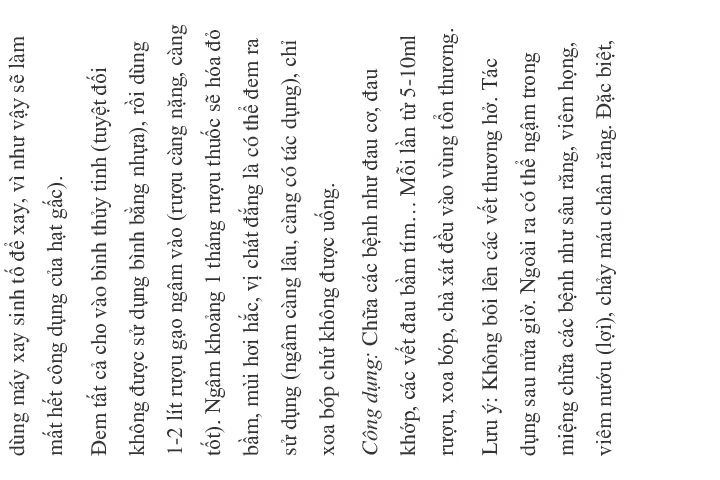 dùng máy xay sinh tố để xay, vì như vậy sẽ làm
mất hết công dụng của hạt gấc).
Đem tất cả cho vào bình thủy tinh (tuyệt đối
không được sử dụng bình bằng nhựa), rồi dùng
1-2 lít rượu gạo ngâm vào (rượu càng nặng, càng
tốt). Ngâm khoảng 1 tháng rượu thuốc sẽ hóa đỏ
bầm, mùi hơi hắc, vị chát đắng là có thể đem ra
sử dụng (ngâm càng lâu, càng có tác dụng), chỉ
xoa bóp chứ không được uống.
Công dụng: Chữa các bệnh như đau cơ, đau
khớp, các vết đau bầm tím… Mỗi lần từ 5-10ml
rượu, xoa bóp, chà xát đều vào vùng tổn thương.
Lưu ý: Không bôi lên các vết thương hở. Tác
dụng sau nửa giờ. Ngoài ra có thể ngậm trong
miệng chữa các bệnh như sâu răng, viêm họng,
viêm nướu (lợi), chảy máu chân răng. Đặc biệt,